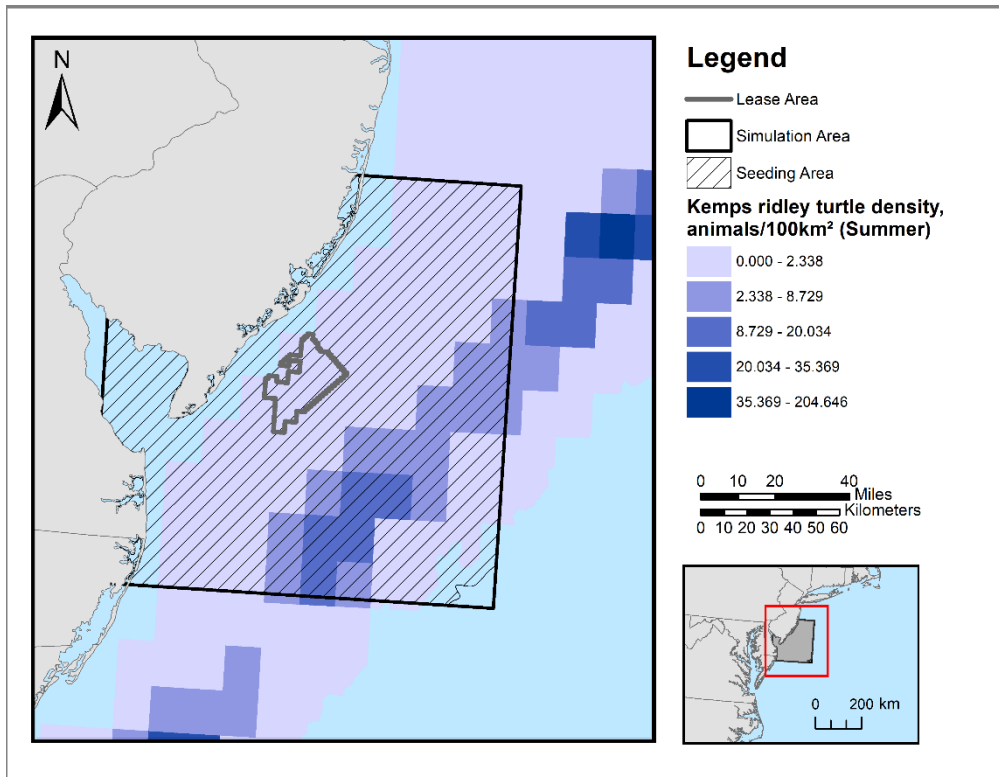 N
Legend
Lease Area
Simulation Area
Seeding Area
Kemps ridley turtle density,
animals/100km² (Summer)
0.000 - 2.338
2.338 - 8.729
8.729 - 20.034
20.034 - 35.369
35.369 - 204.646
0 10 20 40
Miles
Kilometers
0 10 20 30 40 50 60
0 200 km